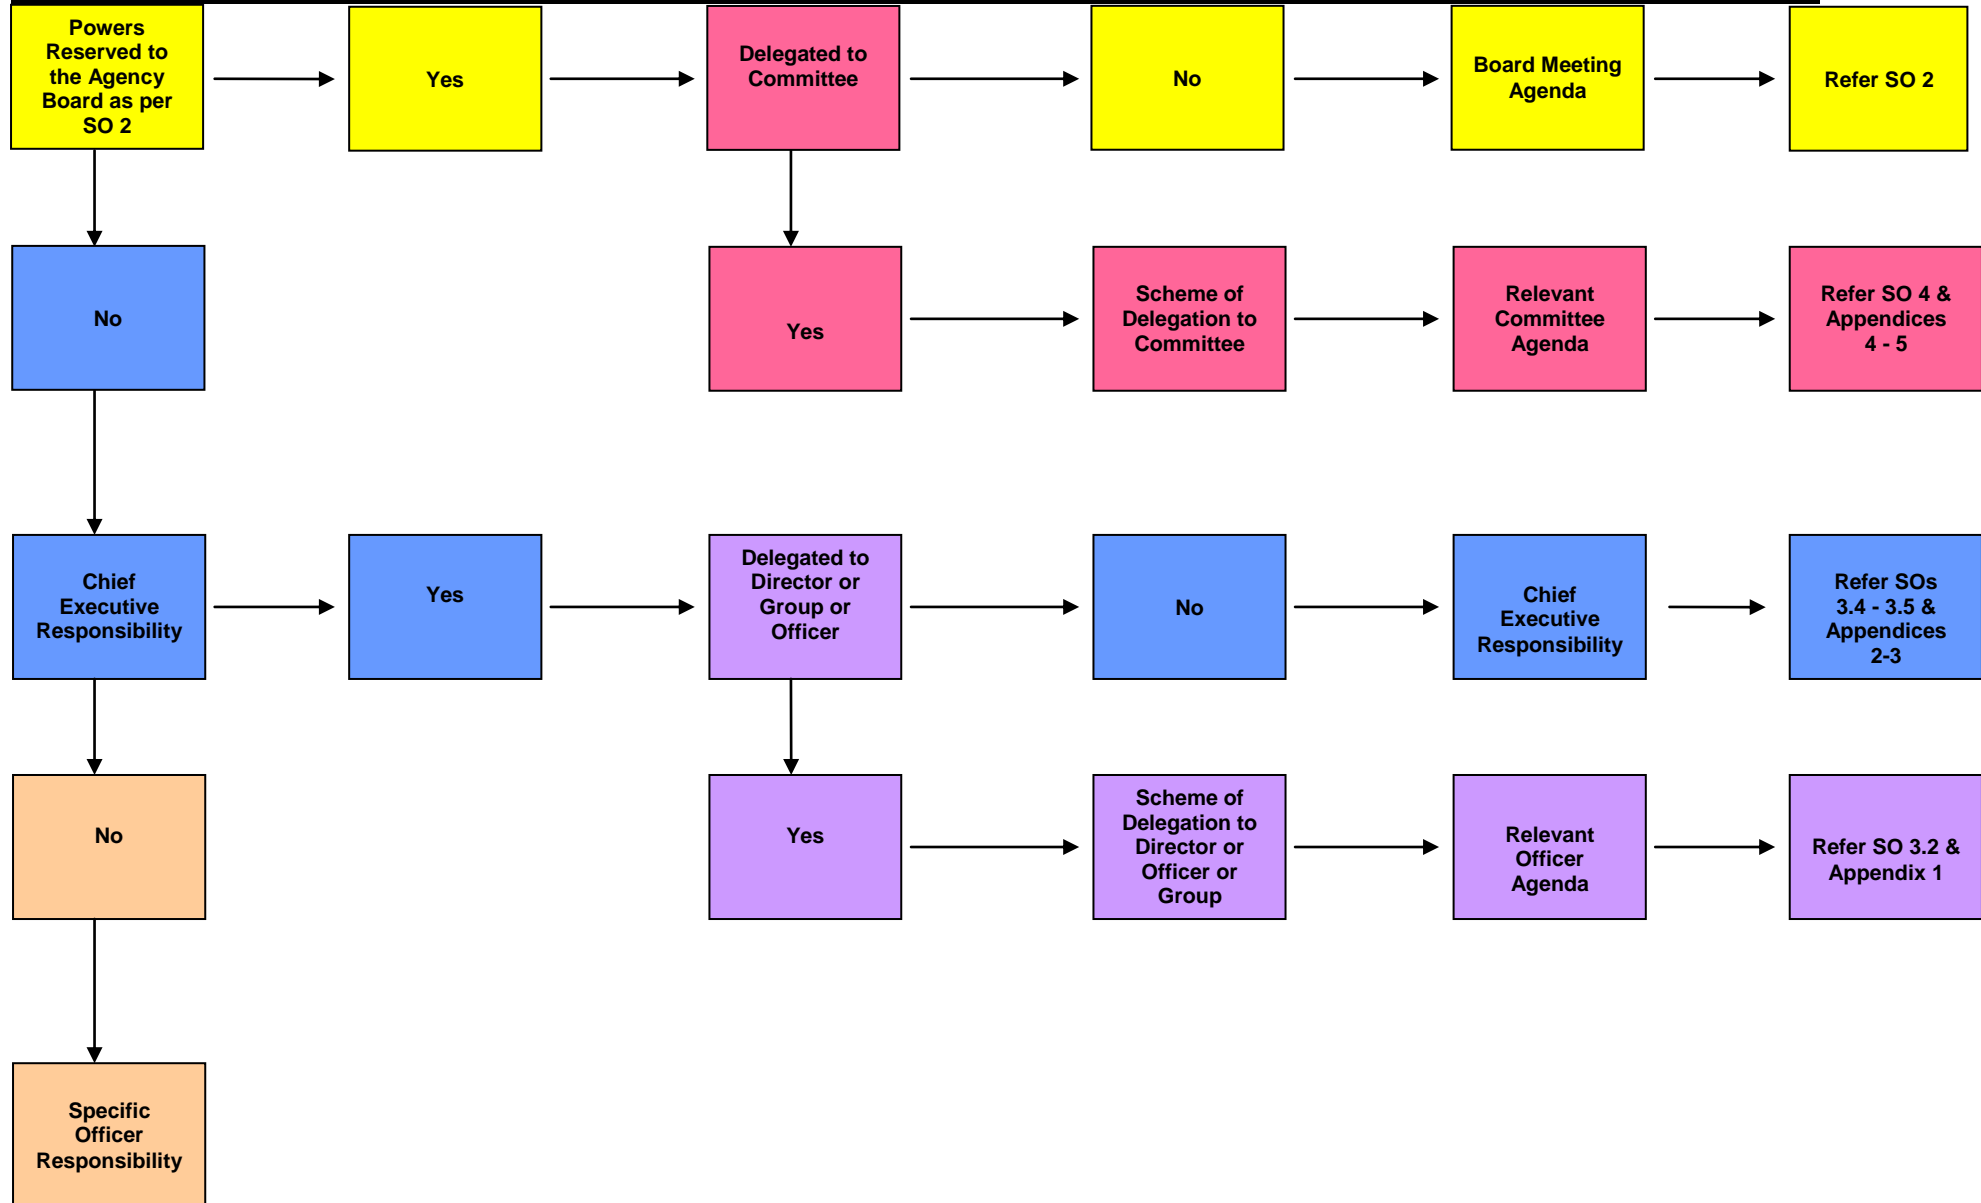 Powers
Reserved to
the Agency
Board as per
SO 2
Yes
Delegated to
Committee
No
Board Meeting
Agenda
Refer SO 2
No
Yes
Scheme of
Delegation to
Committee
Relevant
Committee
Agenda
Refer SO 4 &
Appendices
4 - 5
Chief
Executive
Responsibility
Yes
Delegated to
Director or
Group or
Officer
No
Chief
Executive
Responsibility
Refer SOs
3.4 - 3.5 &
Appendices
2-3
No
Yes
Scheme of
Delegation to
Director or
Officer or
Group
Relevant
Officer
Agenda
Refer SO 3.2 &
Appendix 1
Specific
Officer
Responsibility